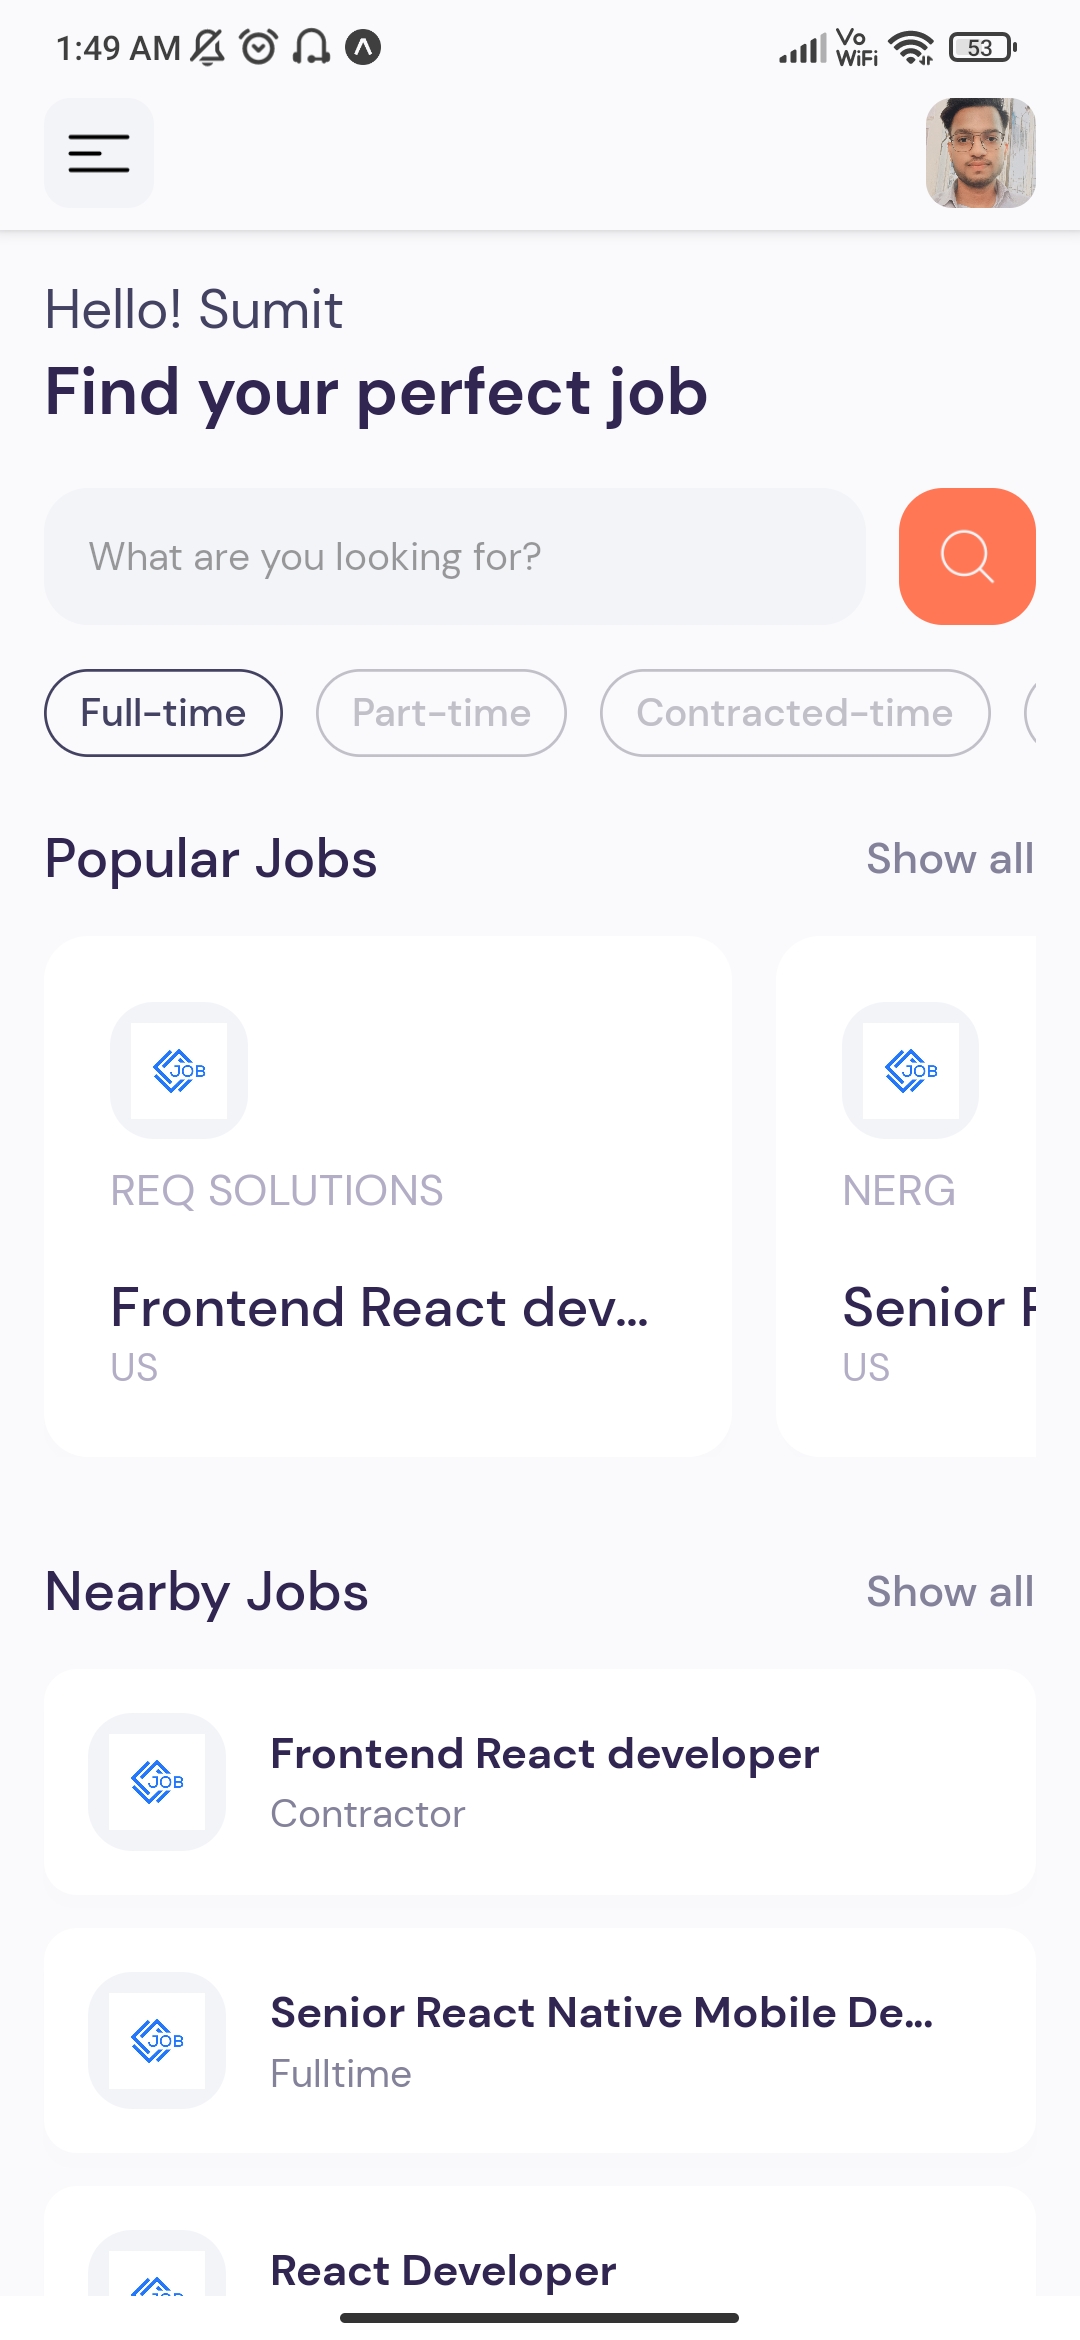 1:49 AM
Vo
WiFi
53
Hello! Sumit
Find your perfect job
What are you looking for?
Full-time
Part-time
Contracted-time
Popular Jobs
Show all
JOB
REQ SOLUTIONS
Frontend React dev...
US
JOB
NERG
Senior
US
Nearby Jobs
Show all
JOB
Frontend React developer
Contractor
JOB
Senior React Native Mobile De...
Fulltime
React Developer